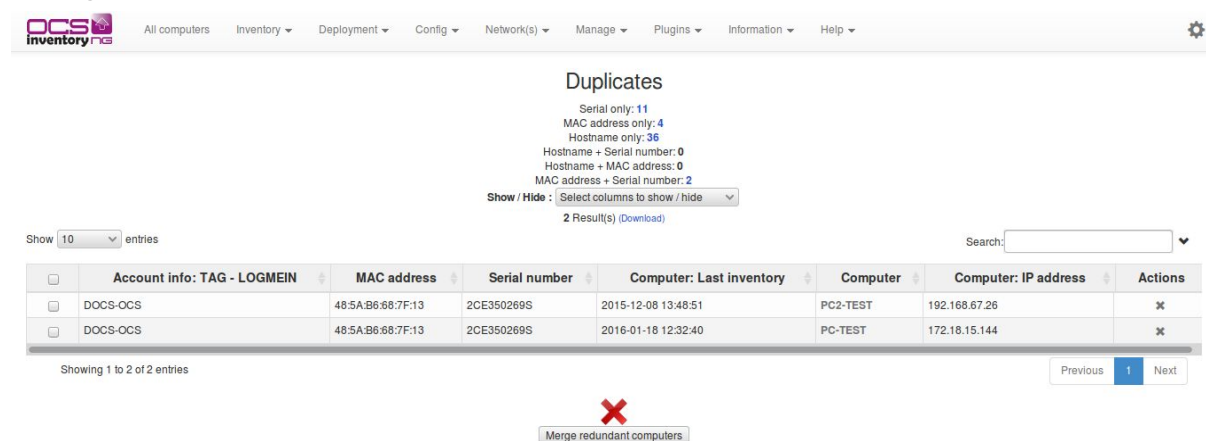 OCS inventory NG
All computers Inventory Deployment Config Network(s) Manage Plugins Information Help
Duplicates
Serial only: 11
MAC address only: 4
Hostname only: 36
Hostname + Serial number: 0
Hostname + MAC address: 0
MAC address + Serial number: 2
Show / Hide : Select columns to show / hide
2 Result(s) (Download)
Show 10 entries Search:
Account info: TAG - LOGMEIN MAC address Serial number Computer: Last inventory Computer Computer: IP address Actions
DOCS-OCS 48:5A:B6:68:7F:13 2CE350269S 2015-12-08 13:48:51 PC2-TEST 192.168.67.26
DOCS-OCS 48:5A:B6:68:7F:13 2CE350269S 2016-01-18 12:32:40 PC-TEST 172.18.15.144
Showing 1 to 2 of 2 entries Previous 1 Next
Merge redundant computers